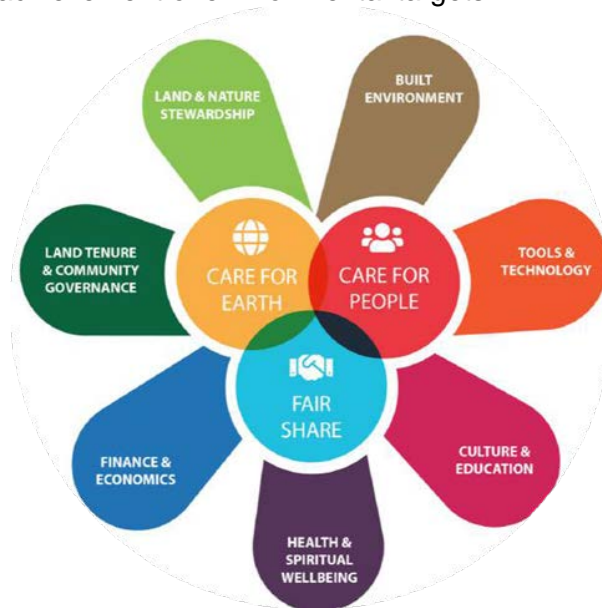 targets
LAND & NATURE
STEWARDSHIP
BUILT
ENVIRONMENT
LAND TENURE
& COMMUNITY
GOVERNANCE
CARE FOR
EARTH
CARE FOR
PEOPLE
TOOLS &
TECHNOLOGY
FAIR
SHARE
FINANCE &
ECONOMICS
CULTURE &
EDUCATION
HEALTH &
SPIRITUAL
WELLBEING